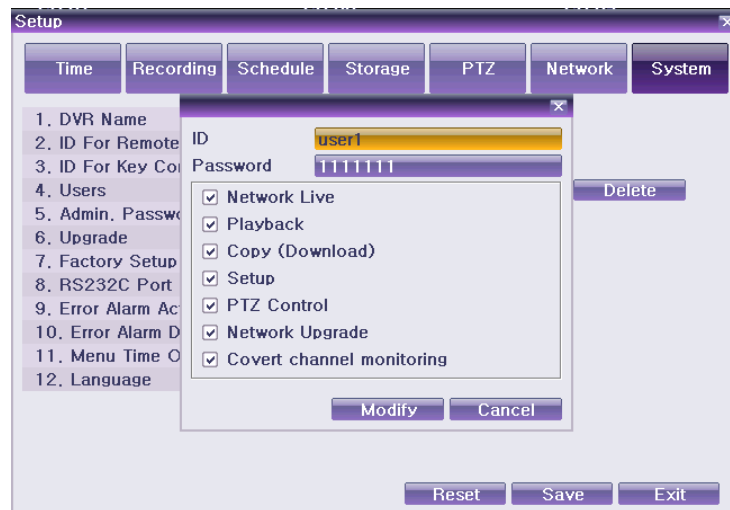 Setup
Time Recording Schedule Storage PTZ Network System
1. DVR Name
2. ID For Remote
3. ID For Key
4. Users
5. Admin.
6. Upgrade
7. Factory Setup
8. RS232C Port
9. Error Alarm
10. Error Alarm
11. Menu Time
12. Language
ID user1
Password 1111111
Network Live
Playback
Copy (Download)
Setup
PTZ Control
Network Upgrade
Covert channel monitoring
Modify Cancel
Delete
Reset Save Exit